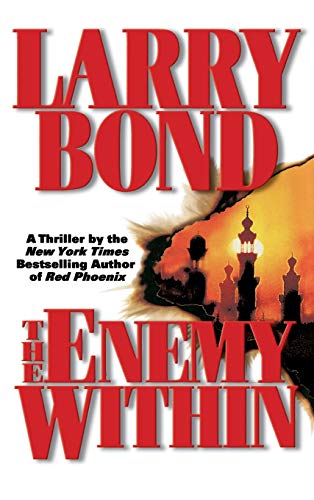 LARRY
BOND
A Thriller by the
New York Times
Bestselling Author
of Red Phoenix
THE ENEMY
WITHIN